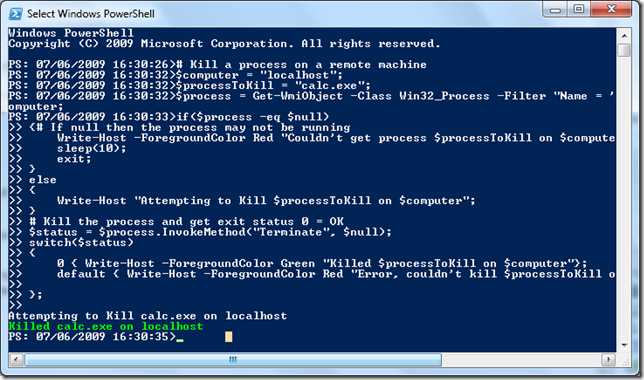 Select Windows PowerShell
Windows PowerShell
Copyright (C) 2009 Microsoft Corporation. All rights reserved.
PS: 07/06/2009 16:30:26># Kill a process on a remote machine
PS: 07/06/2009 16:30:32>$computer = "localhost";
PS: 07/06/2009 16:30:32>$processToKill = "calc.exe";
PS: 07/06/2009 16:30:32>$process = Get-WmiObject -Class Win32_Process -Filter "Name = '
omputer;
PS: 07/06/2009 16:30:33>if($process -eq $null)
>> {# If null then the process may not be running
>>     Write-Host -ForegroundColor Red "Couldn't get process $processToKill on $compute
>>     sleep(10);
>>     exit;
>> }
>> else
>> {
>>     Write-Host "Attempting to Kill $processToKill on $computer";
>> }
>> # Kill the process and get exit status 0 = OK
>> $status = $process.InvokeMethod("Terminate", $null);
>> switch($status)
>> {
>>     0 { Write-Host -ForegroundColor Green "Killed $processToKill on $computer"};
>>     default { Write-Host -ForegroundColor Red "Error, couldn't kill $processToKill o
>>
>> };
>>
Attempting to Kill calc.exe on localhost
Killed calc.exe on localhost
PS: 07/06/2009 16:30:35>_